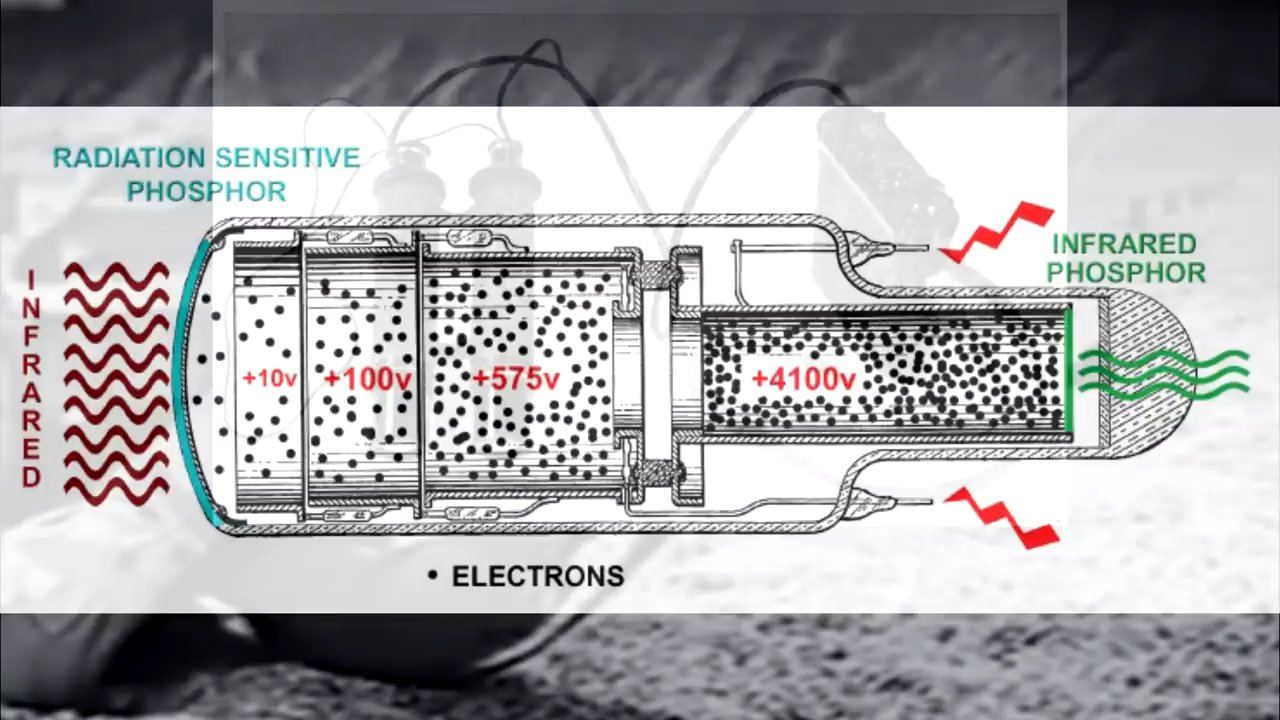 RADIATION SENSITIVE
PHOSPHOR
INFRARED
+10v
+100v
+575v
+4100v
INFRARED
PHOSPHOR
• ELECTRONS